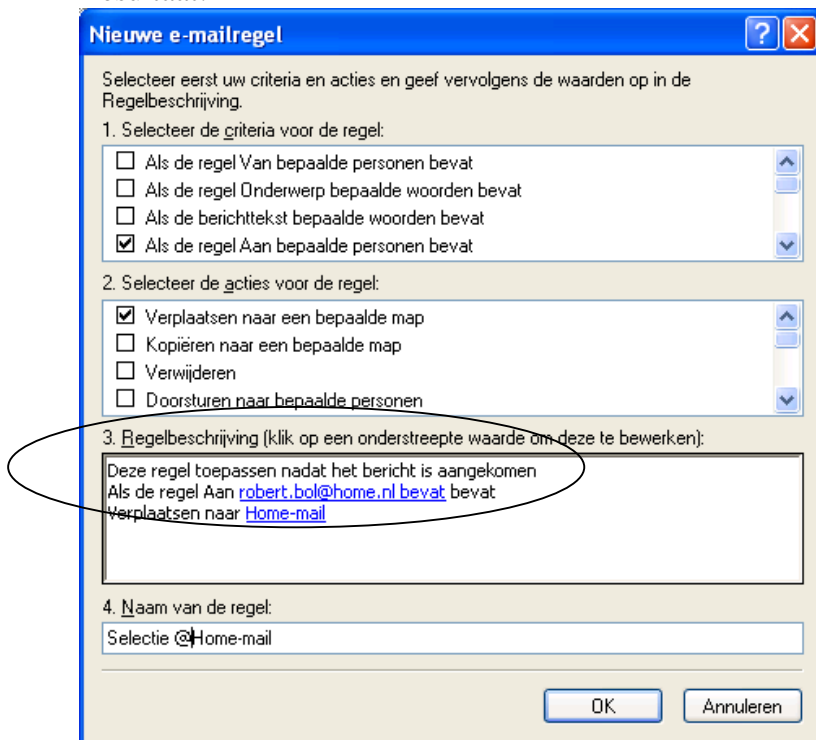 Nieuwe e-mailregel
Selecteer eerst uw criteria en acties en geef vervolgens de waarden op in de
Regelbeschrijving.
1. Selecteer de criteria voor de regel:
Als de regel Van bepaalde personen bevat
Als de regel Onderwerp bepaalde woorden bevat
Als de berichttekst bepaalde woorden bevat
Als de regel Aan bepaalde personen bevat
2. Selecteer de acties voor de regel:
Verplaatsen naar een bepaalde map
Kopiëren naar een bepaalde map
Verwijderen
Doorsturen naar bepaalde personen
3. Regelbeschrijving (klik op een onderstreepte waarde om deze te bewerken):
Deze regel toepassen nadat het bericht is aangekomen
Als de regel Aan robert.bol@home.nl bevat bevat
Verplaatsen naar Home-mail
4. Naam van de regel:
Selectie @Home-mail
OK Annuleren